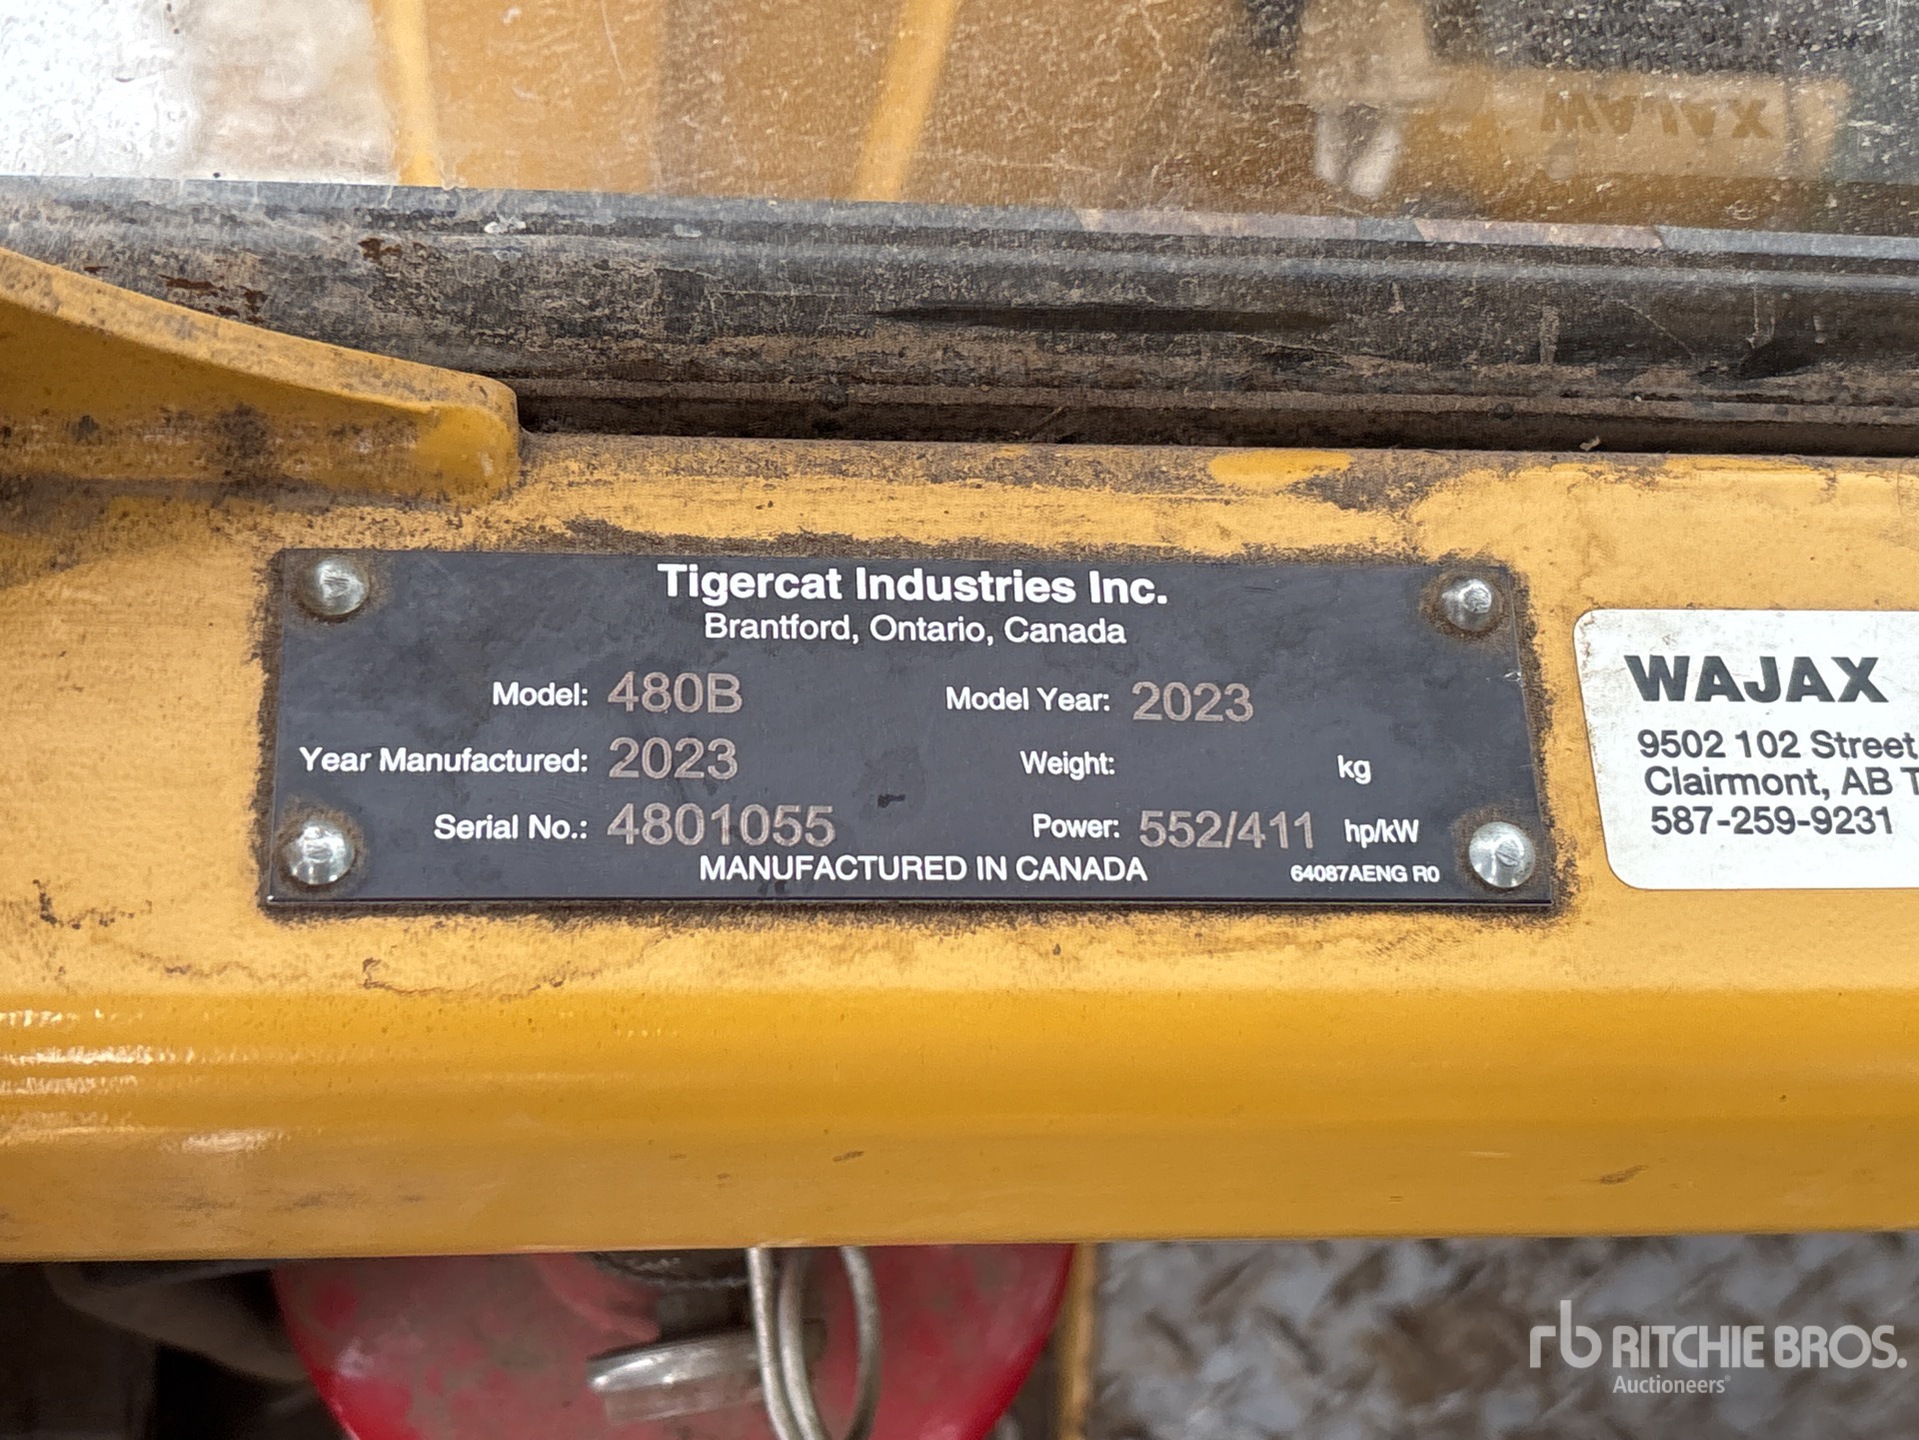 WAJAX
Tigercat Industries Inc.
Brantford, Ontario, Canada
Model: 480B Model Year: 2023
Year Manufactured: 2023 Weight: kg
Serial No.: 4801055 Power: 552/411 hp/kW
MANUFACTURED IN CANADA 64087AENG R0
WAJAX
9502 102 Street,
Clairmont, AB T
587-259-9231
rb RITCHIE BROS.
Auctioneers